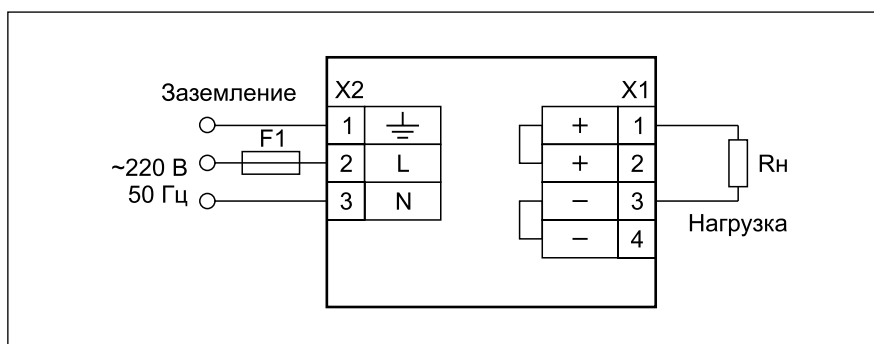 X2
X1
Заземление
1
F1
~220 В
2
L
50 Гц
3
N
+
1
+
2
Rн
–
3
Нагрузка
–
4